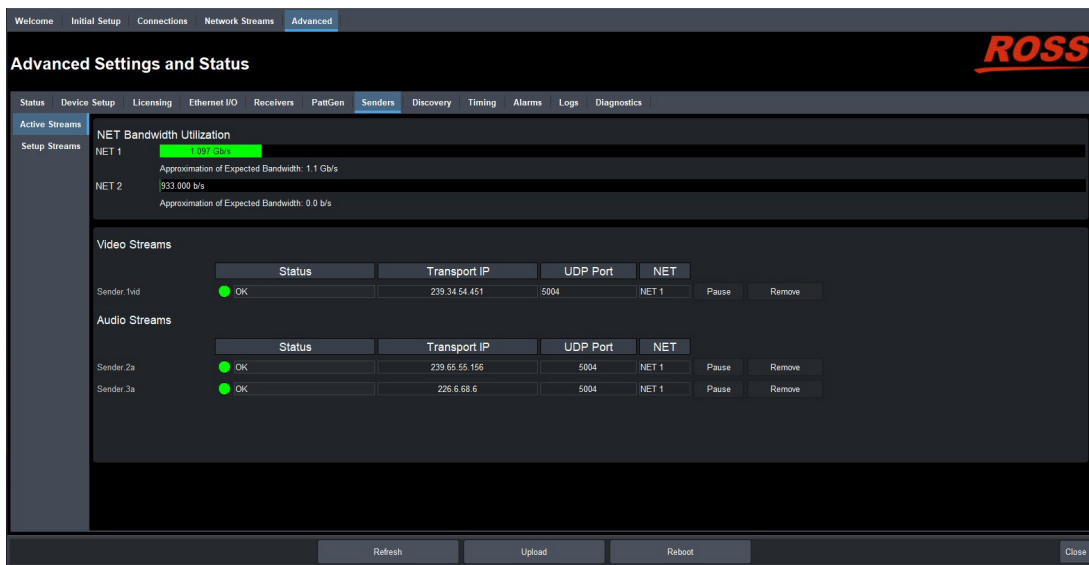 Welcome Initial Setup Connections Network Streams Advanced
ROSS
Advanced Settings and Status
Status Device Setup Licensing Ethernet I/O Receivers PattGen Senders Discovery Timing Alarms Logs Diagnostics
Active Streams
Setup Streams
NET Bandwidth Utilization
NET 1 1.097 Gb/s
Approximation of Expected Bandwidth: 1.1 Gb/s
NET 2 933.000 b/s
Approximation of Expected Bandwidth: 0.0 b/s
Video Streams
Status Transport IP UDP Port NET
Sender.1vid OK 239.34.54.451 5004 NET 1 Pause Remove
Audio Streams
Status Transport IP UDP Port NET
Sender.2a OK 239.65.55.156 5004 NET 1 Pause Remove
Sender.3a OK 226.6.68.6 5004 NET 1 Pause Remove
Refresh Upload Reboot Close